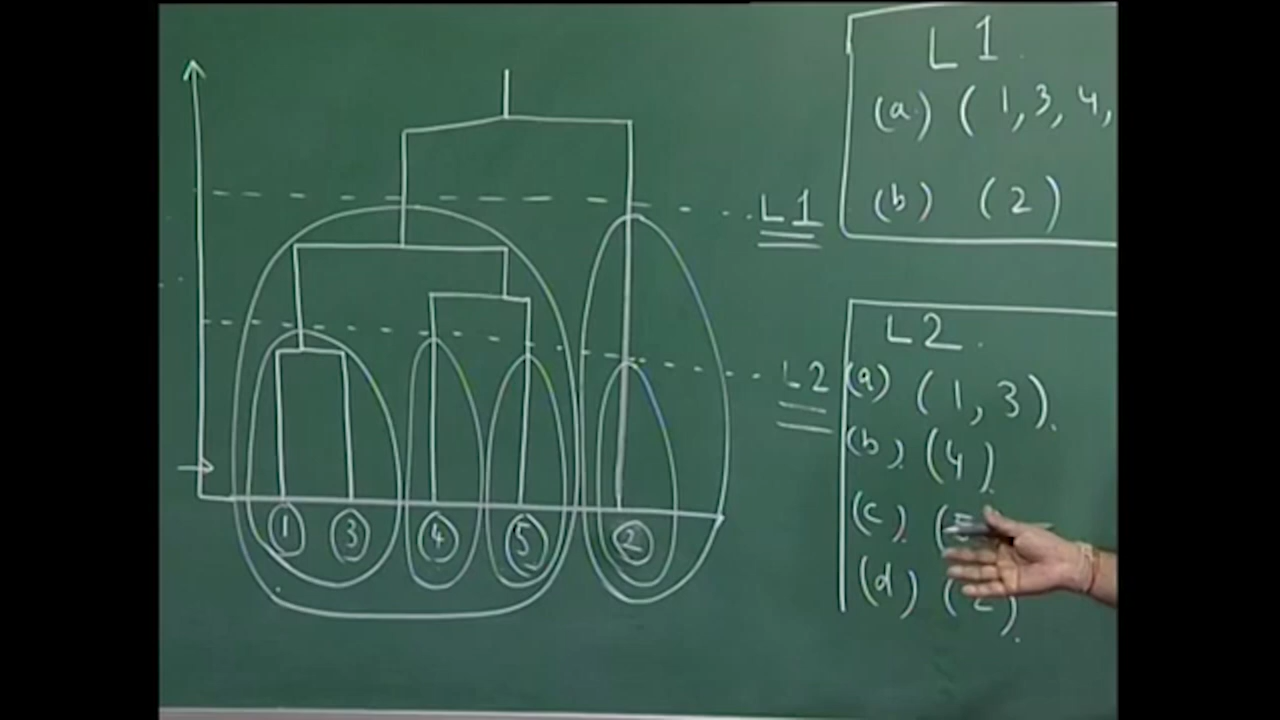 L1.
(a) (1, 3, 4,
(b) (2)
L1
L2.
L2
(a) (1, 3).
(b). (4).
(c). (
(d) (
1 3 4 5 2